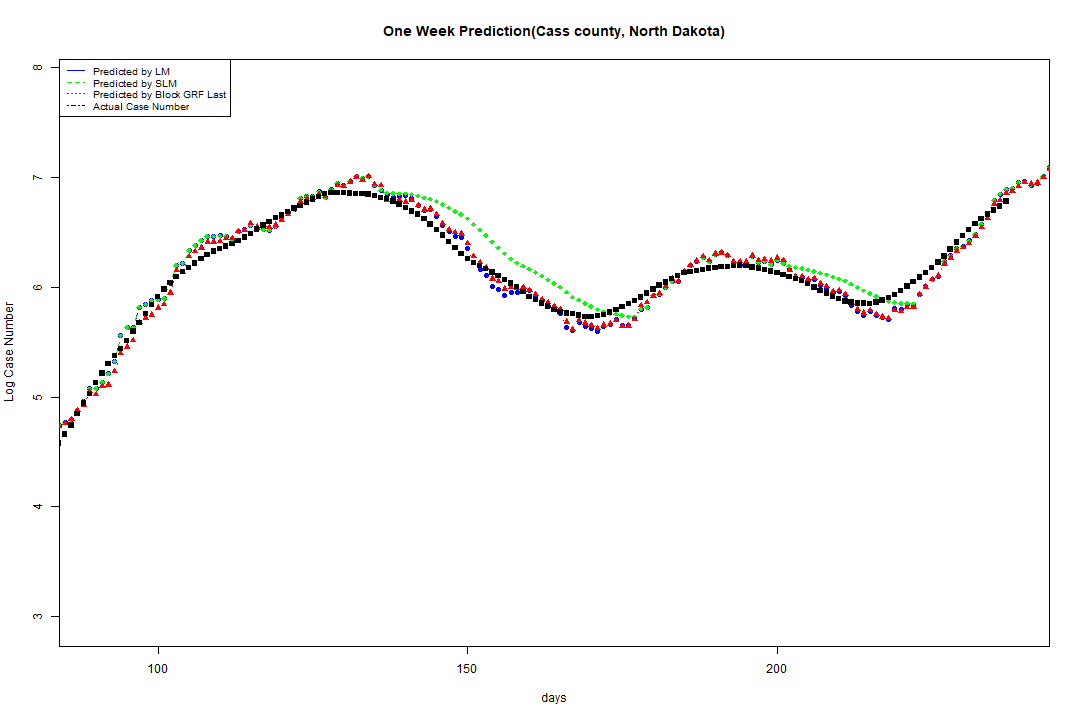 One Week Prediction(Cass county, North Dakota)
8
Predicted by LM
Predicted by SLM
Predicted by Block GRF Last
Actual Case Number
7
6
5
4
3
Log Case Number
100 150 200
days